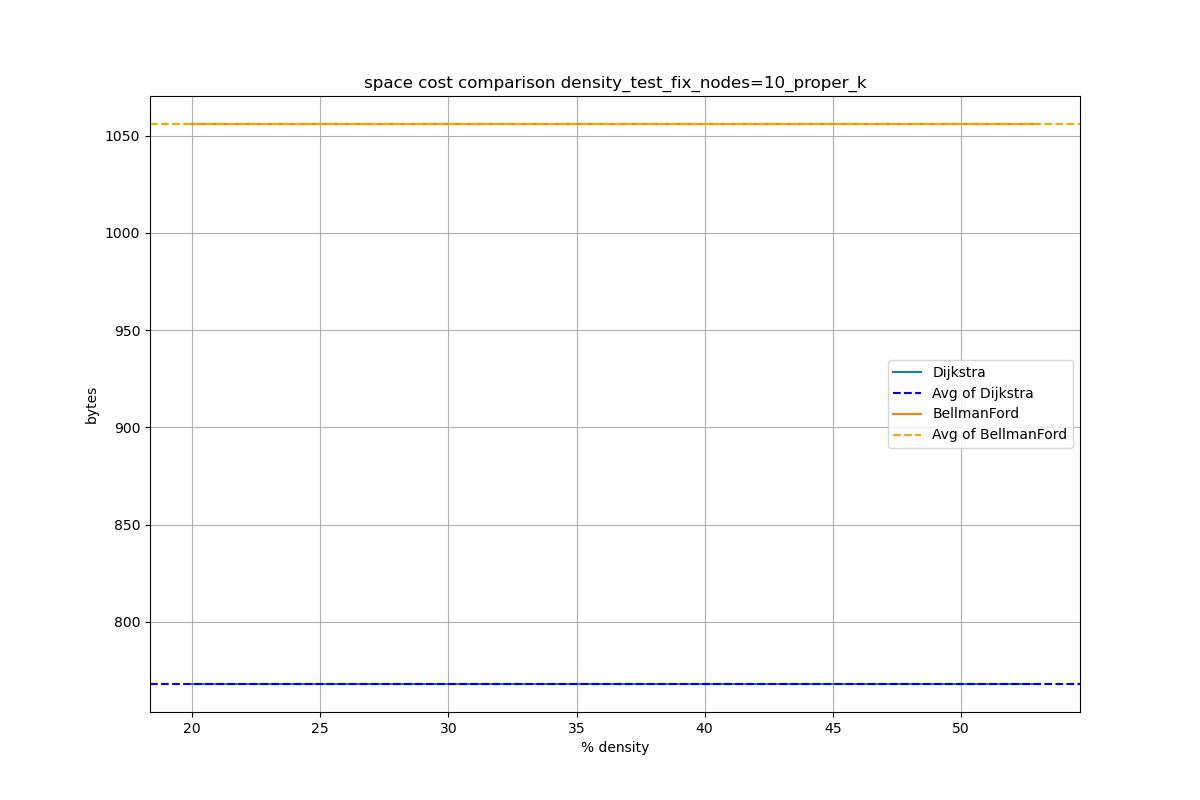 space cost comparison density_test_fix_nodes=10_proper_k
1050
1000
950
900
850
800
bytes
Dijkstra
Avg of Dijkstra
BellmanFord
Avg of BellmanFord
20 25 30 35 40 45 50
% density